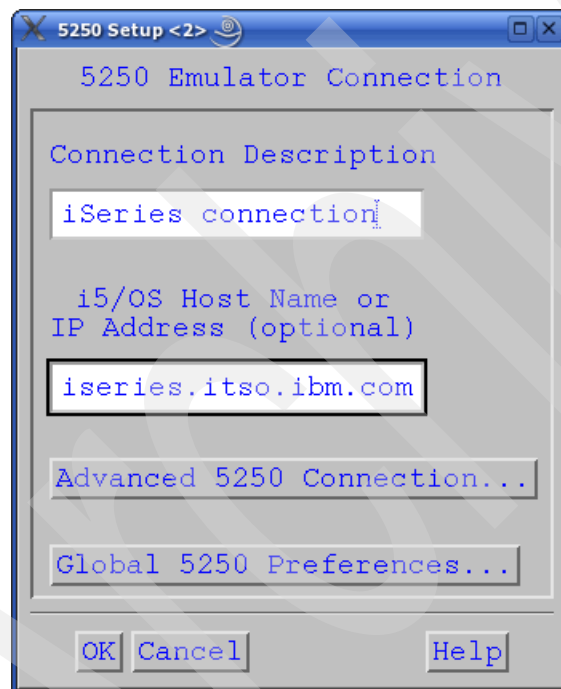 5250 Setup <2>
5250 Emulator Connection
Connection Description
iSeries connection
i5/OS Host Name or
IP Address (optional)
iseries.itso.ibm.com
Advanced 5250 Connection...
Global 5250 Preferences...
OK Cancel Help